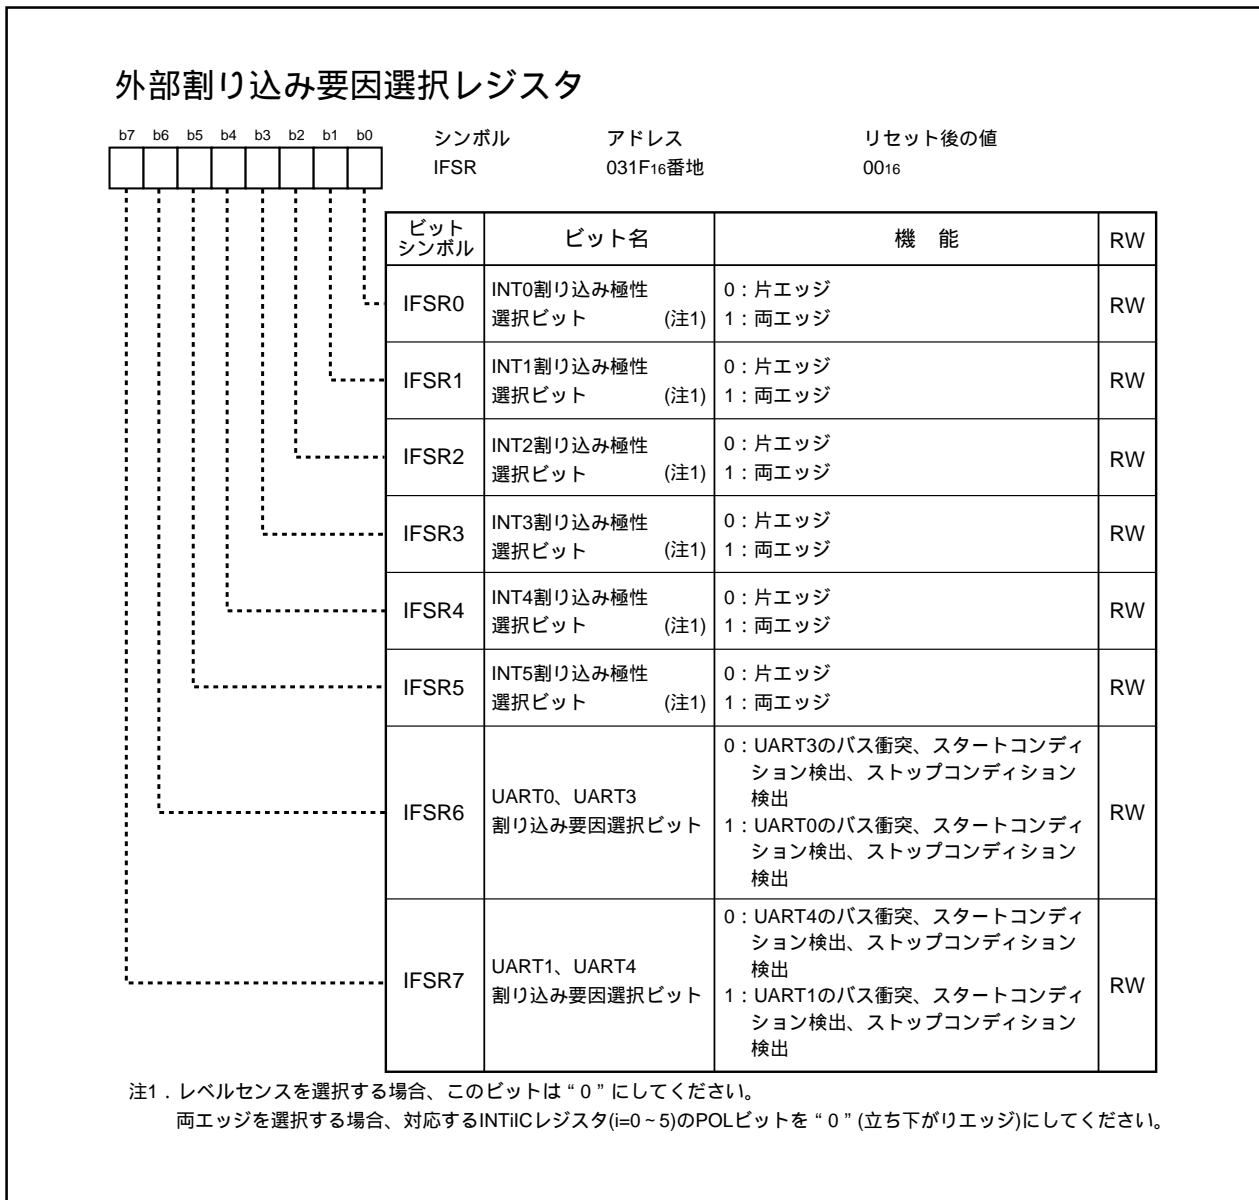 外部割り込み要因選択レジスタ
b7 b6 b5 b4 b3 b2 b1 b0
シンボル アドレス リセット後の値
IFSR 031F16番地 0016
ビット
シンボル ビット名 機 能 RW
IFSR0 INT0割り込み極性
選択ビット (注1) 0：片エッジ
1：両エッジ RW
IFSR1 INT1割り込み極性
選択ビット (注1) 0：片エッジ
1：両エッジ RW
IFSR2 INT2割り込み極性
選択ビット (注1) 0：片エッジ
1：両エッジ RW
IFSR3 INT3割り込み極性
選択ビット (注1) 0：片エッジ
1：両エッジ RW
IFSR4 INT4割り込み極性
選択ビット (注1) 0：片エッジ
1：両エッジ RW
IFSR5 INT5割り込み極性
選択ビット (注1) 0：片エッジ
1：両エッジ RW
IFSR6 UART0、UART3
割り込み要因選択ビット
0：UART3のバス衝突、スタートコンディ
ション検出、ストップコンディション
検出
1：UART0のバス衝突、スタートコンディ
ション検出、ストップコンディション
検出
RW
IFSR7 UART1、UART4
割り込み要因選択ビット
0：UART4のバス衝突、スタートコンディ
ション検出、ストップコンディション
検出
1：UART1のバス衝突、スタートコンディ
ション検出、ストップコンディション
検出
RW
注1．レベルセンスを選択する場合、このビットは“0”にしてください。
両エッジを選択する場合、対応するINTiICレジスタ(i=0~5)のPOLビットを“0”(立ち下がりエッジ)にしてください。